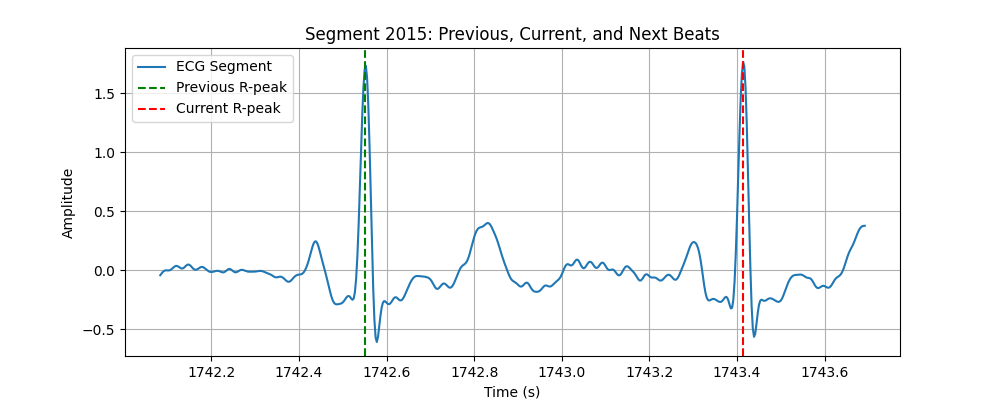 Segment 2015: Previous, Current, and Next Beats
ECG Segment
Previous R-peak
Current R-peak
Amplitude
1.5
1.0
0.5
0.0
−0.5
1742.2 1742.4 1742.6 1742.8 1743.0 1743.2 1743.4 1743.6
Time (s)